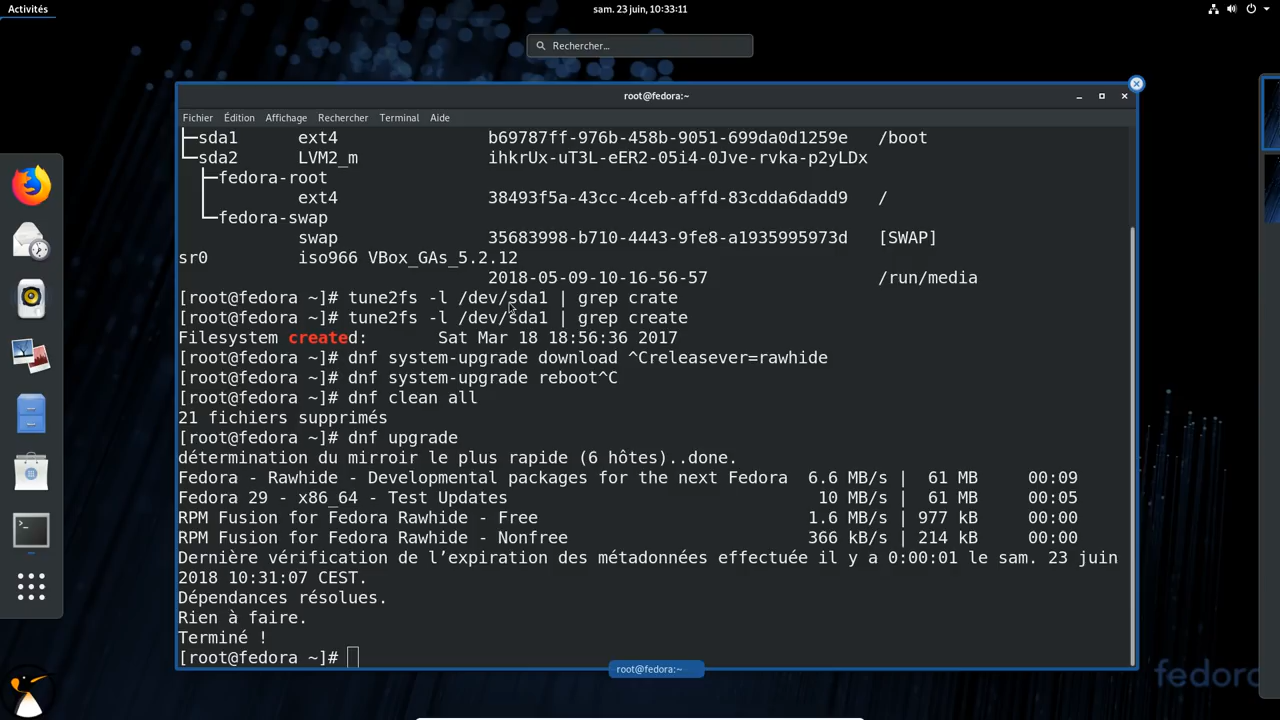 Activités
sam. 23 juin, 10:33:11
Rechercher...
root@fedora:~
Fichier Édition Affichage Rechercher Terminal Aide
├─sda1 ext4 b69787ff-976b-458b-9051-699da0d1259e /boot
└─sda2 LVM2_m ihkrUx-uT3L-eER2-05i4-0Jve-rvka-p2yLDx
├─fedora-root
ext4 38493f5a-43cc-4ceb-affd-83cdda6dadd9 /
└─fedora-swap
swap 35683998-b710-4443-9fe8-a1935995973d [SWAP]
sr0 iso966 VBox_GAs_5.2.12
2018-05-09-10-16-56-57 /run/media
[root@fedora ~]# tune2fs -l /dev/sda1 | grep crate
[root@fedora ~]# tune2fs -l /dev/sda1 | grep create
Filesystem created: Sat Mar 18 18:56:36 2017
[root@fedora ~]# dnf system-upgrade download ^Creleasever=rawhide
[root@fedora ~]# dnf system-upgrade reboot^C
[root@fedora ~]# dnf clean all
21 fichiers supprimés
[root@fedora ~]# dnf upgrade
détermination du mirroir le plus rapide (6 hôtes)..done.
Fedora - Rawhide - Developmental packages for the next Fedora 6.6 MB/s | 61 MB 00:09
Fedora 29 - x86_64 - Test Updates 10 MB/s | 61 MB 00:05
RPM Fusion for Fedora Rawhide - Free 1.6 MB/s | 977 kB 00:00
RPM Fusion for Fedora Rawhide - Nonfree 366 kB/s | 214 kB 00:00
Dernière vérification de l’expiration des métadonnées effectuée il y a 0:00:01 le sam. 23 juin
2018 10:31:07 CEST.
Dépendances résolues.
Rien à faire.
Terminé !
[root@fedora ~]#
root@fedora:~
fedora